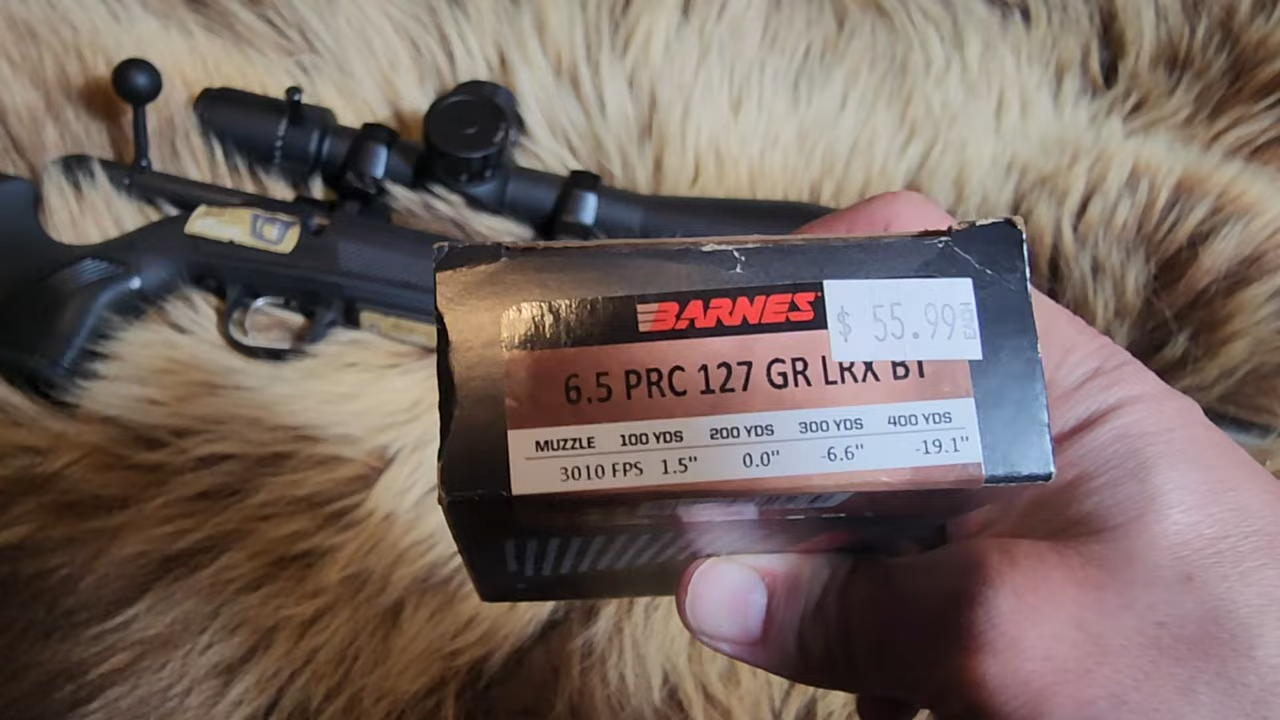 BARNES
$ 55.99
6.5 PRC 127 GR LRX BT
MUZZLE 100 YDS 200 YDS 300 YDS 400 YDS
3010 FPS 1.5" 0.0" -6.6" -19.1"